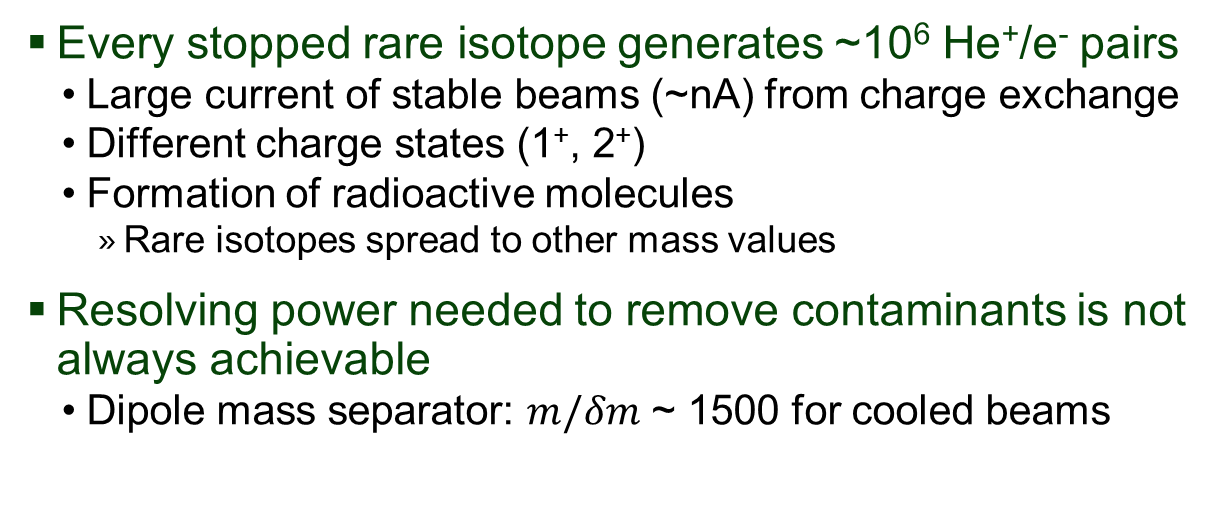 ▪ Every stopped rare isotope generates ~10⁶ He⁺/e⁻ pairs
• Large current of stable beams (~nA) from charge exchange
• Different charge states (1⁺, 2⁺)
• Formation of radioactive molecules
» Rare isotopes spread to other mass values
▪ Resolving power needed to remove contaminants is not
always achievable
• Dipole mass separator: 𝑚/𝛿𝑚 ~ 1500 for cooled beams